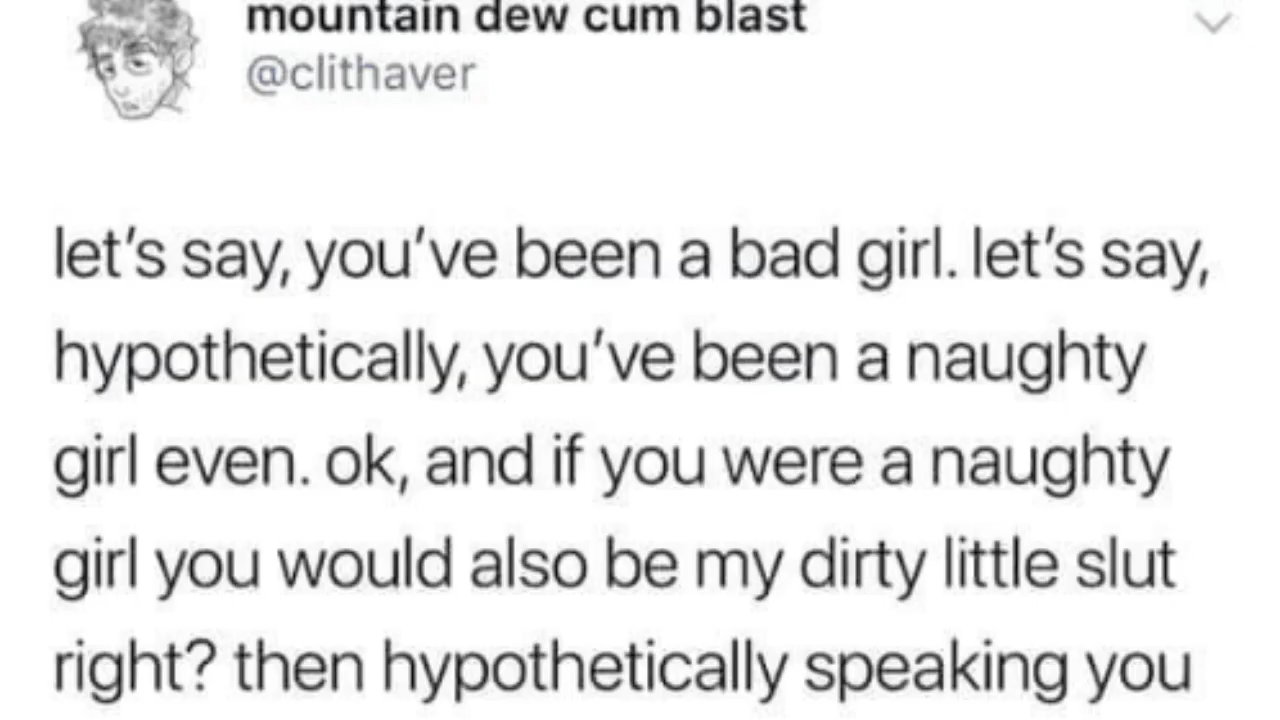 mountain dew cum blast
@clithaver
let's say, you've been a bad girl. let's say,
hypothetically, you've been a naughty
girl even. ok, and if you were a naughty
girl you would also be my dirty little slut
right? then hypothetically speaking you